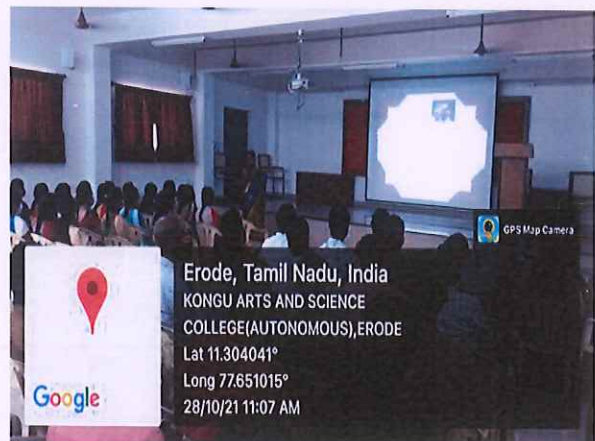 GPS Map Camera
Erode, Tamil Nadu, India
KONGU ARTS AND SCIENCE
COLLEGE(AUTONOMOUS),ERODE
Lat 11.304041°
Long 77.651015°
28/10/21 11:07 AM
Google